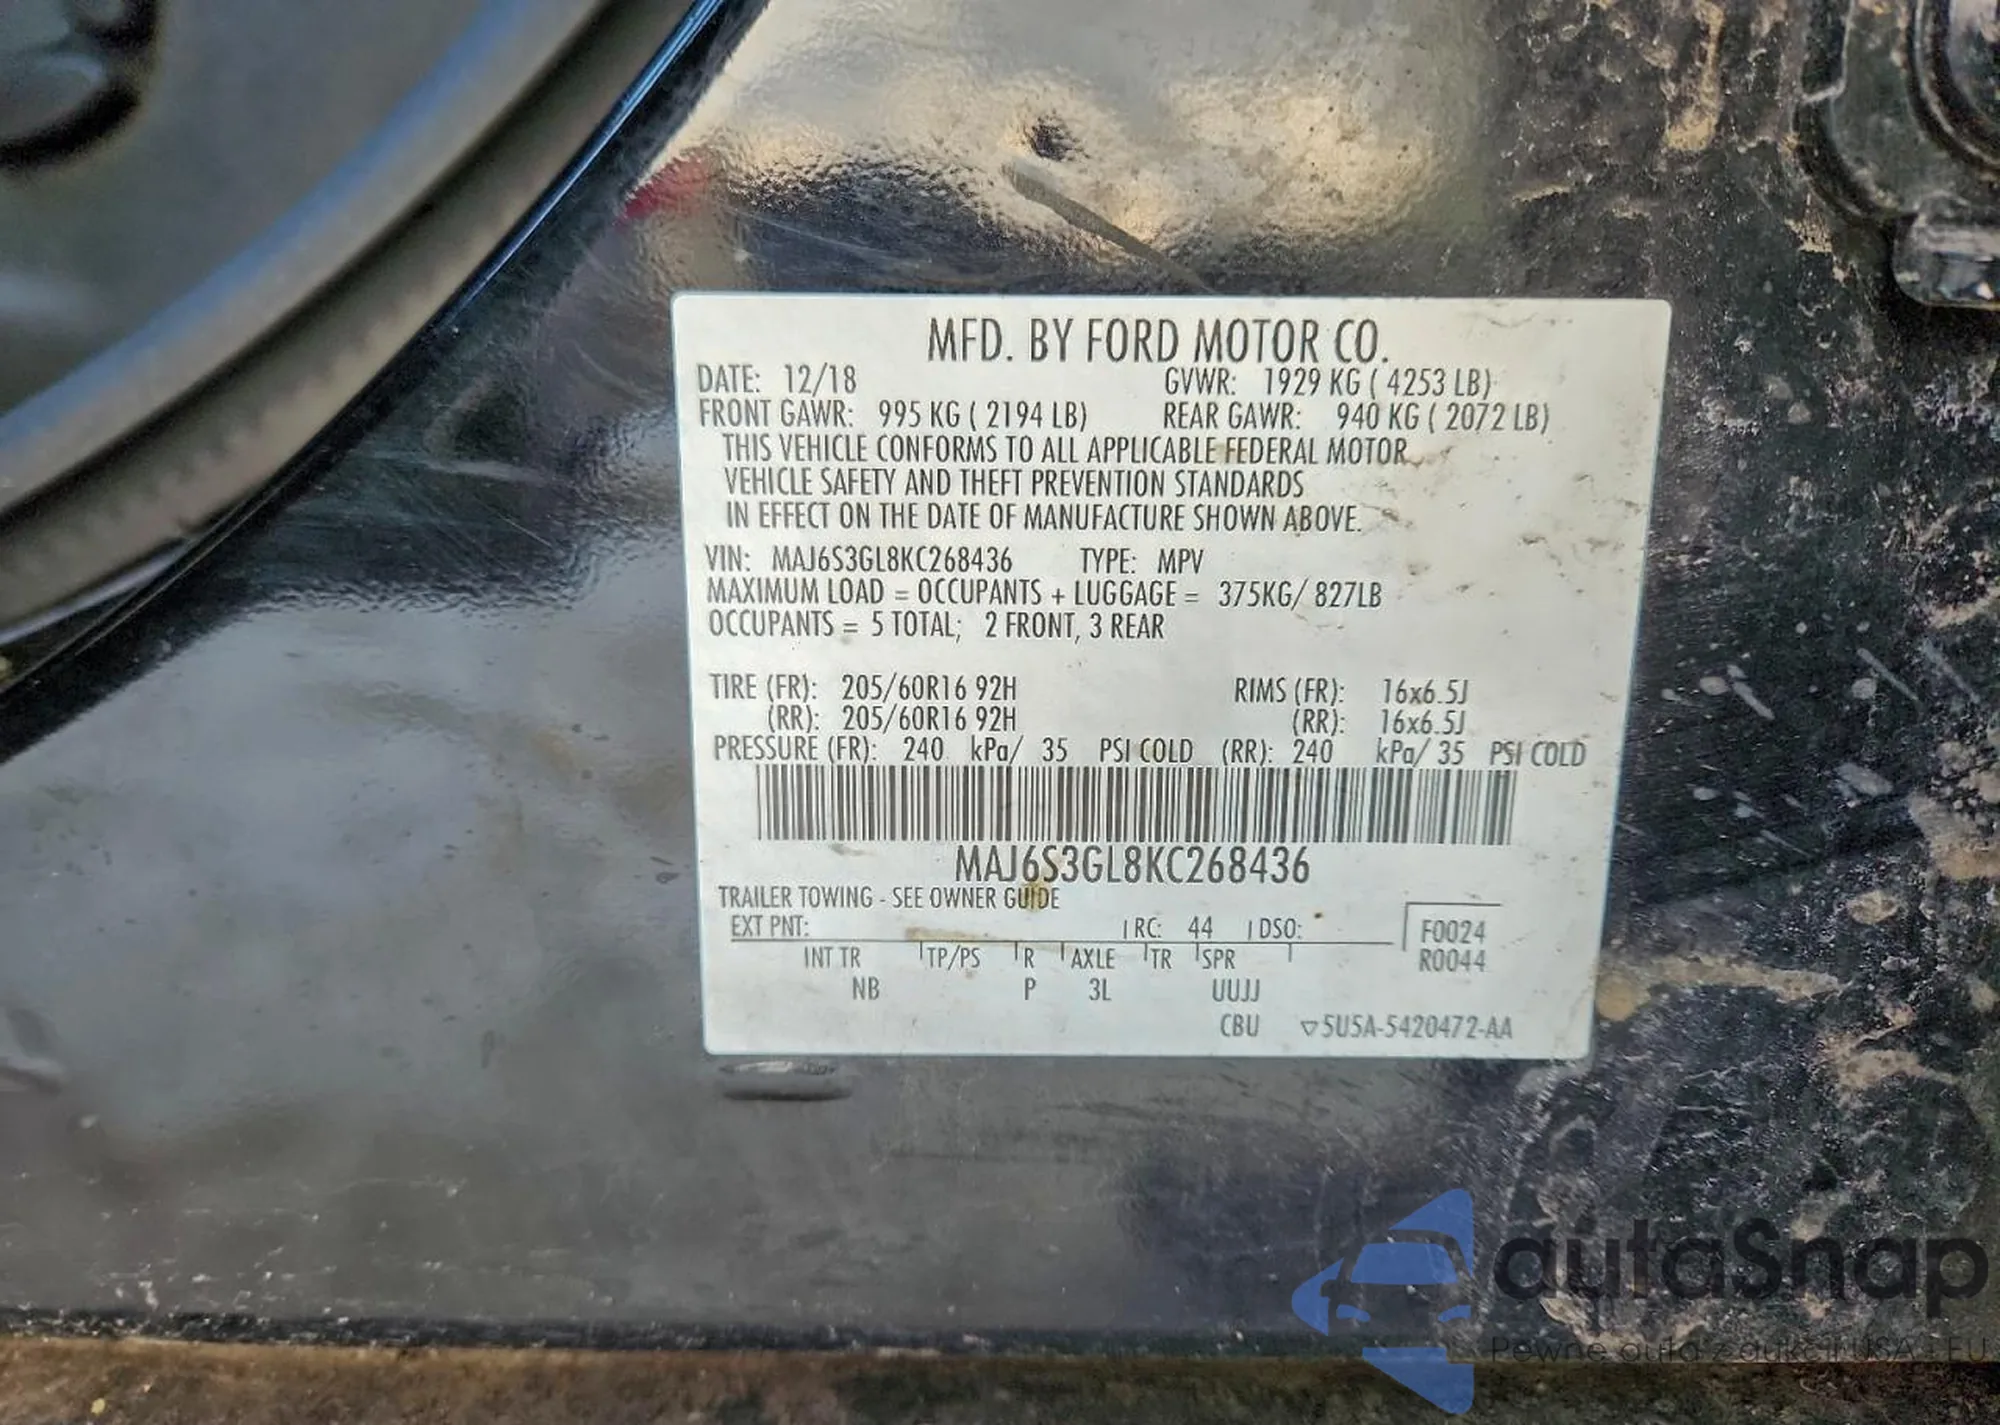 MFD. BY FORD MOTOR CO.
DATE: 12/18 GVWR: 1929 KG ( 4253 LB)
FRONT GAWR: 995 KG ( 2194 LB) REAR GAWR: 940 KG ( 2072 LB)
THIS VEHICLE CONFORMS TO ALL APPLICABLE FEDERAL MOTOR
VEHICLE SAFETY AND THEFT PREVENTION STANDARDS
IN EFFECT ON THE DATE OF MANUFACTURE SHOWN ABOVE.
VIN: MAJ6S3GL8KC268436 TYPE: MPV
MAXIMUM LOAD = OCCUPANTS + LUGGAGE = 375KG/ 827LB
OCCUPANTS = 5 TOTAL; 2 FRONT, 3 REAR
TIRE (FR): 205/60R16 92H RIMS (FR): 16x6.5J
(RR): 205/60R16 92H (RR): 16x6.5J
PRESSURE (FR): 240 kPa/ 35 PSI COLD (RR): 240 kPa/ 35 PSI COLD
MAJ6S3GL8KC268436
TRAILER TOWING - SEE OWNER GUIDE
EXT PNT: RC: 44 DSO: F0024
INT TR TP/PS R AXLE TR SPR R0044
NB P 3L UUJJ
CBU ▽5U5A-5420472-AA
autaSnap
Pewne auta z aukcji USA i EU